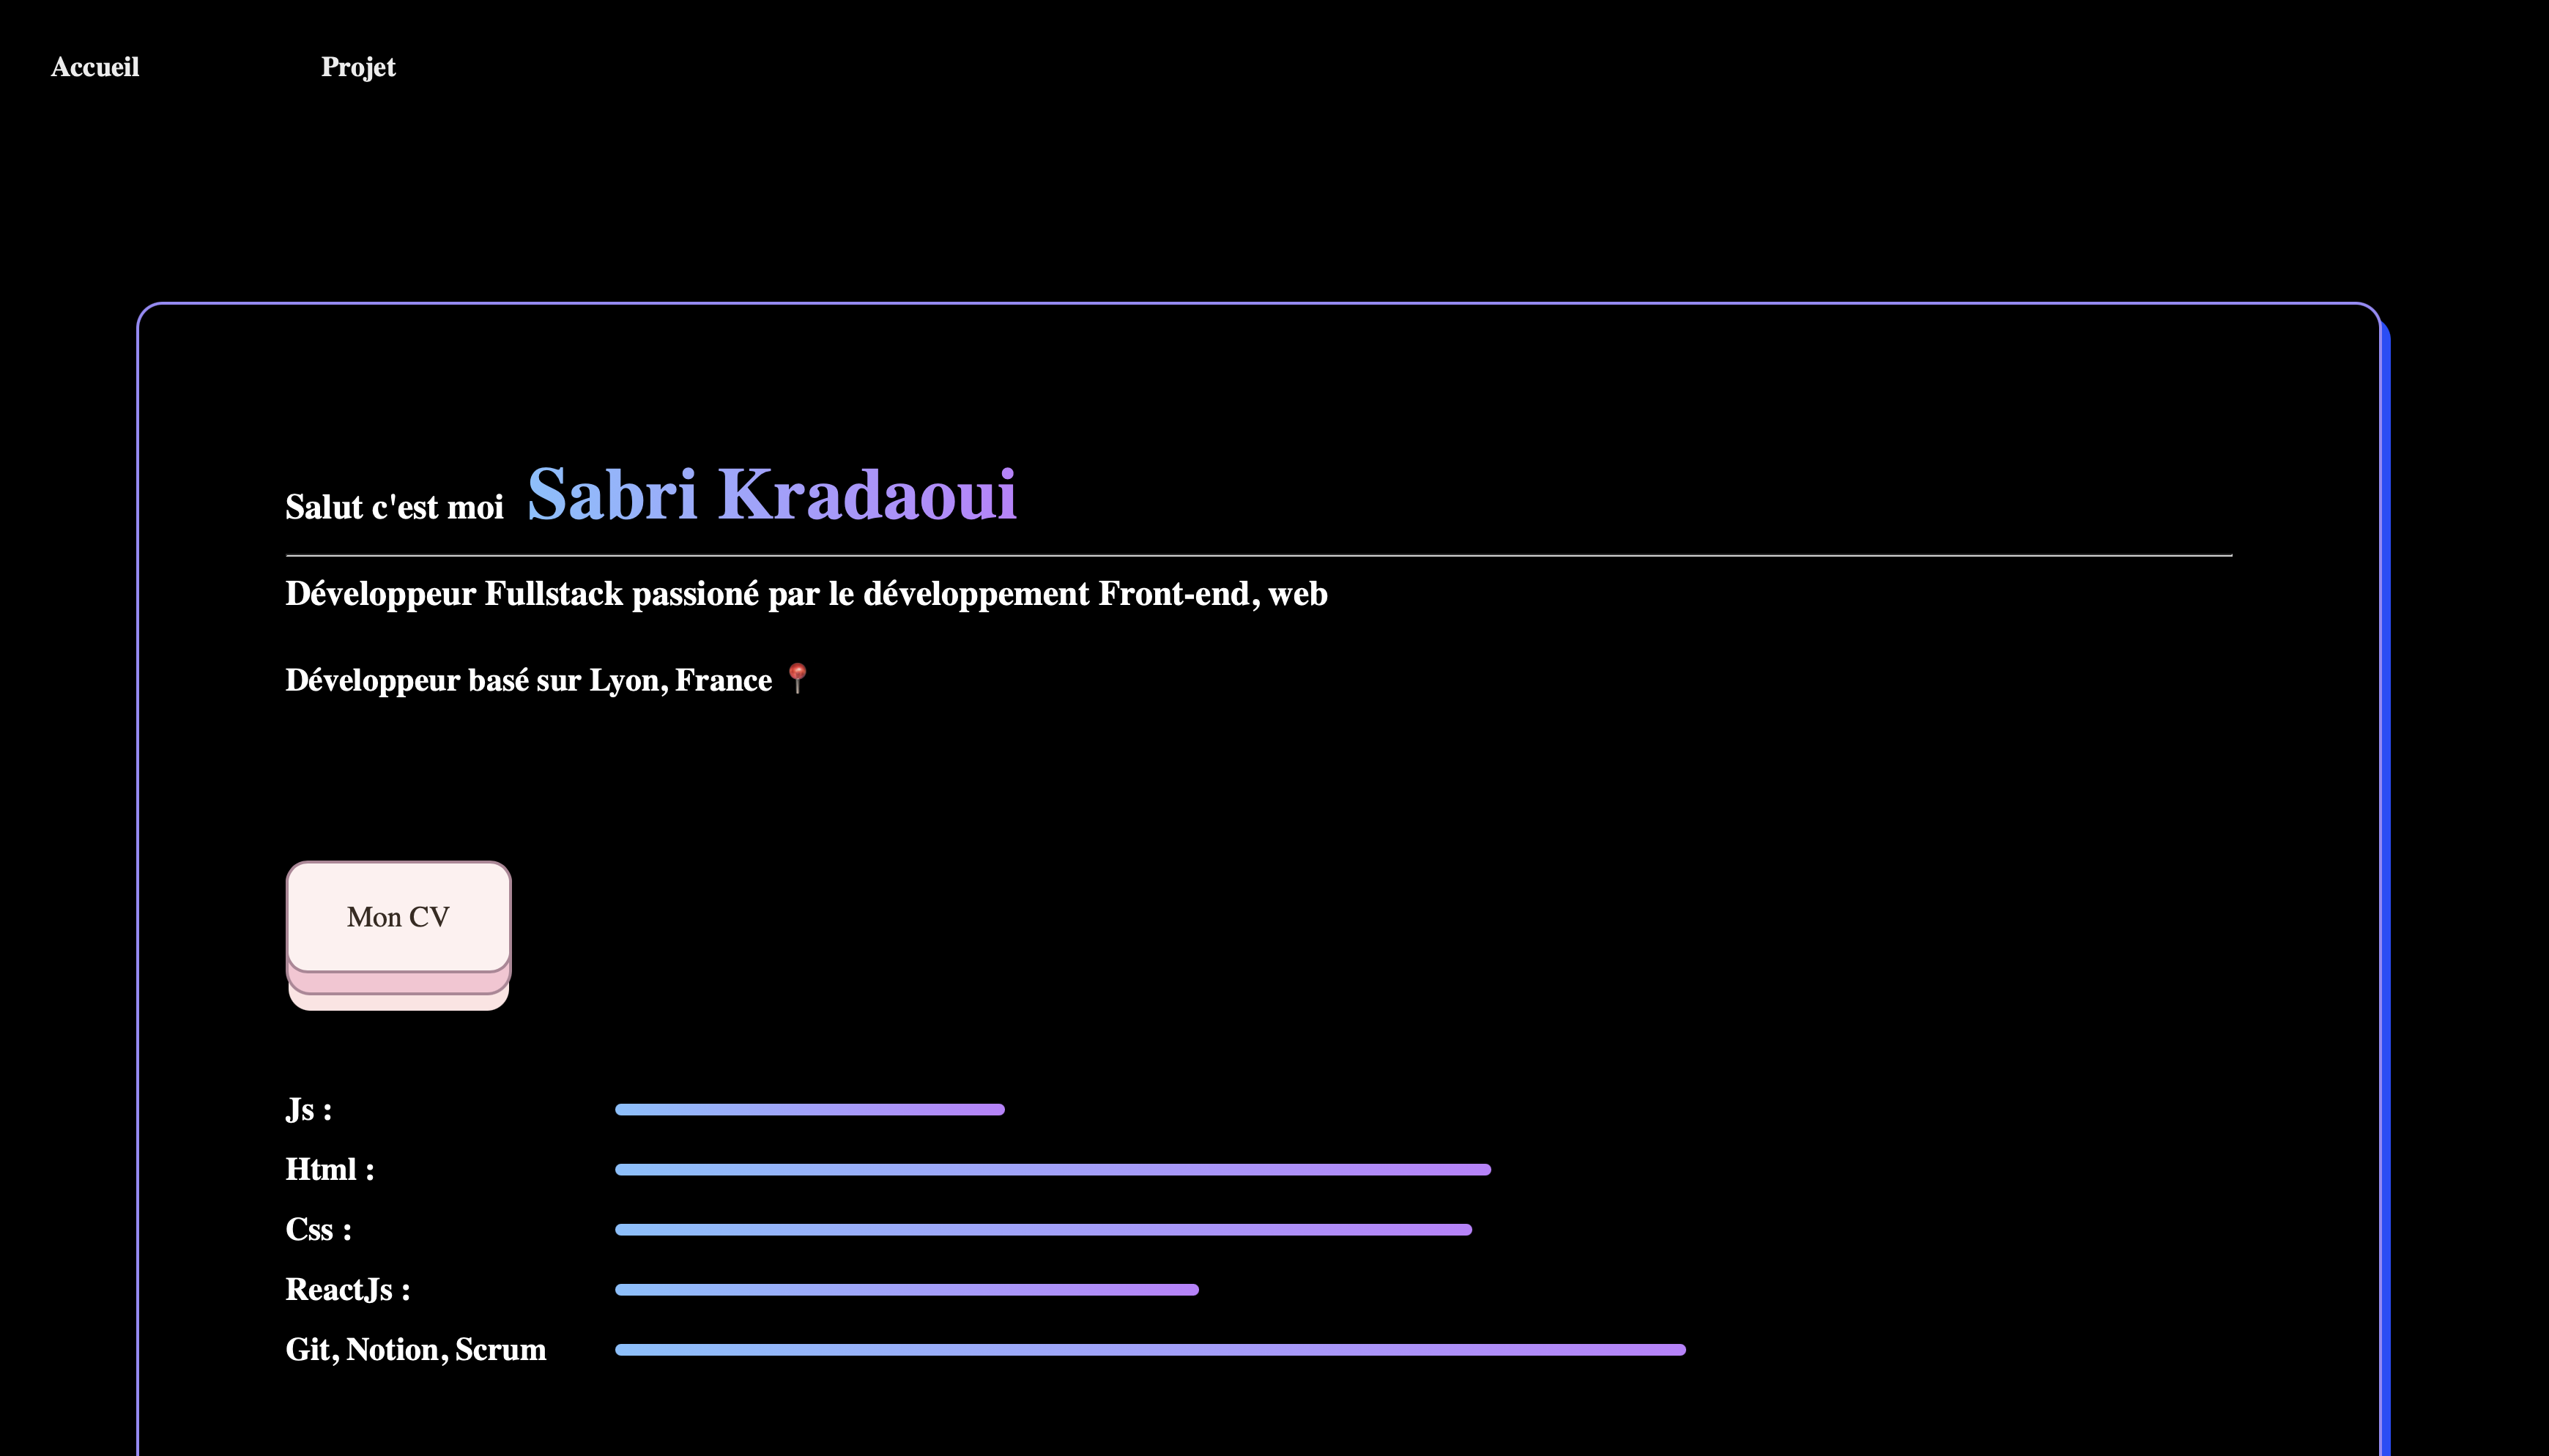 Accueil Projet
Salut c'est moi Sabri Kradaoui
Développeur Fullstack passioné par le développement Front-end, web
Développeur basé sur Lyon, France 📍
Mon CV
Js :
Html :
Css :
ReactJs :
Git, Notion, Scrum